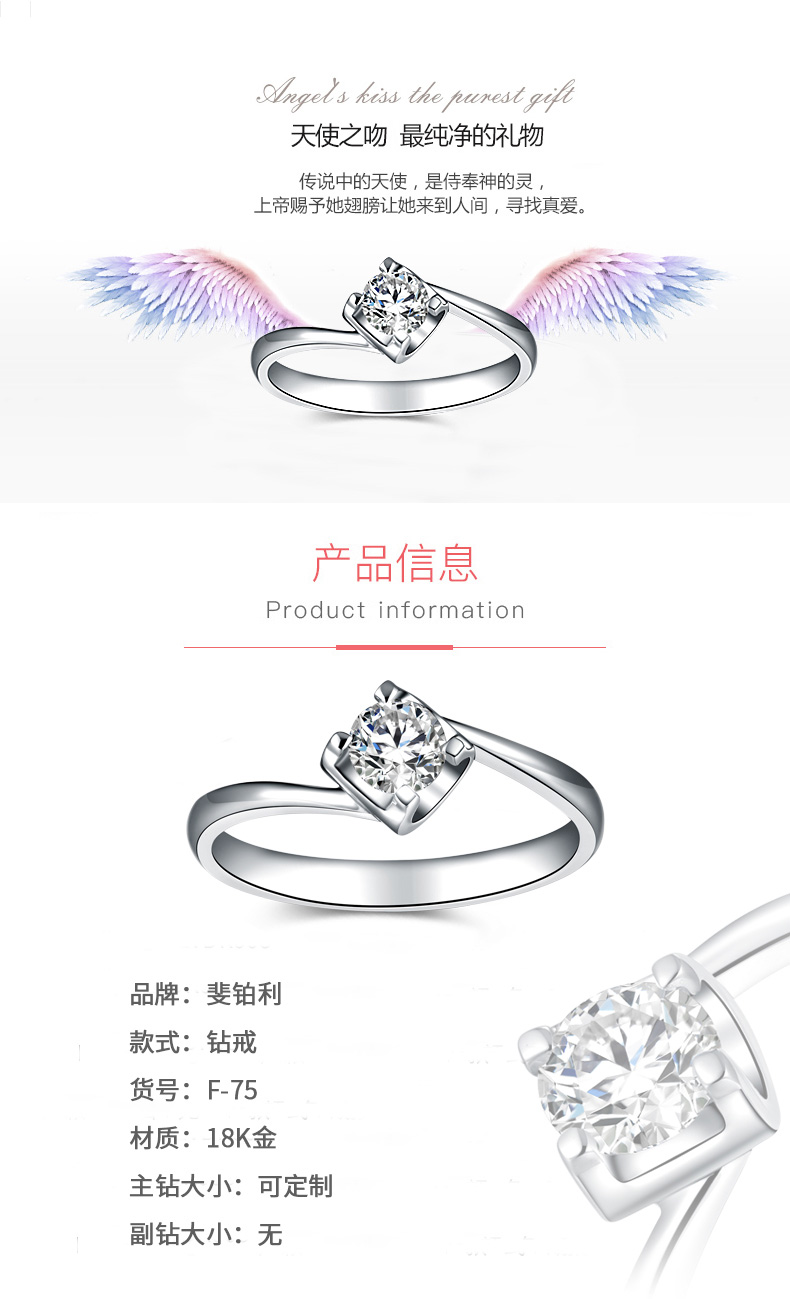 Angel's kiss the purest gift
天使之吻 最纯净的礼物
传说中的天使，是侍奉神的灵，
上帝赐予她翅膀让她来到人间，寻找真爱。
产品信息
Product information
品牌：斐铂利
款式：钻戒
货号：F-75
材质：18K金
主钻大小：可定制
副钻大小：无